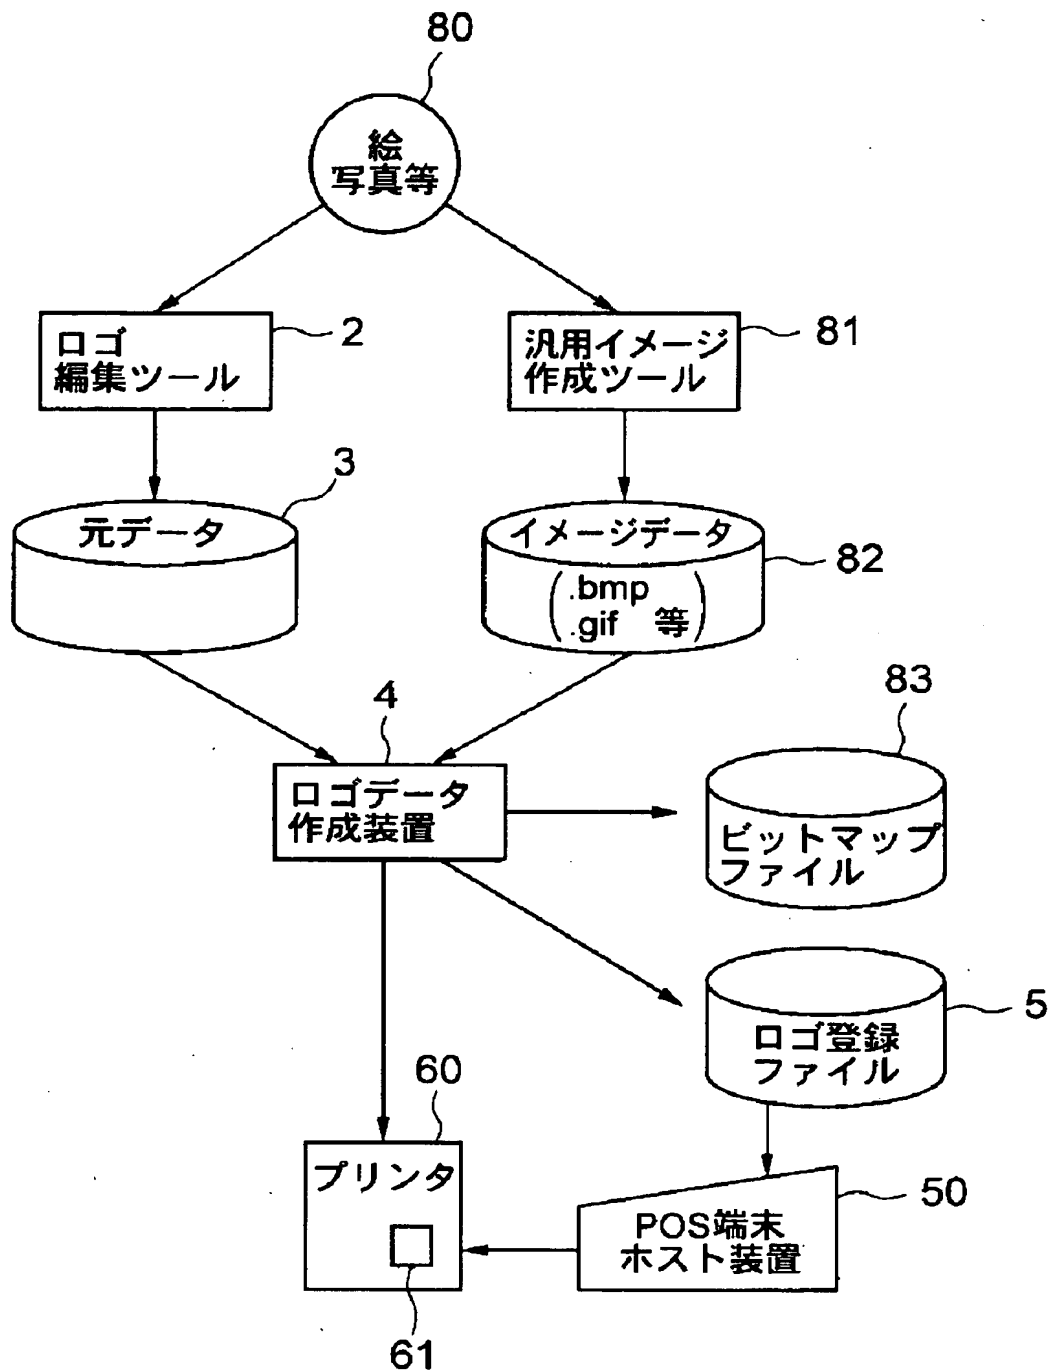 80
絵
写真等
ロゴ
編集ツール
2
汎用イメージ
作成ツール
81
3
元データ
イメージデータ
82
.bmp
.gif 等
4
ロゴデータ
作成装置
83
ビットマップ
ファイル
5
ロゴ登録
ファイル
60
プリンタ
61
POS端末
ホスト装置
50